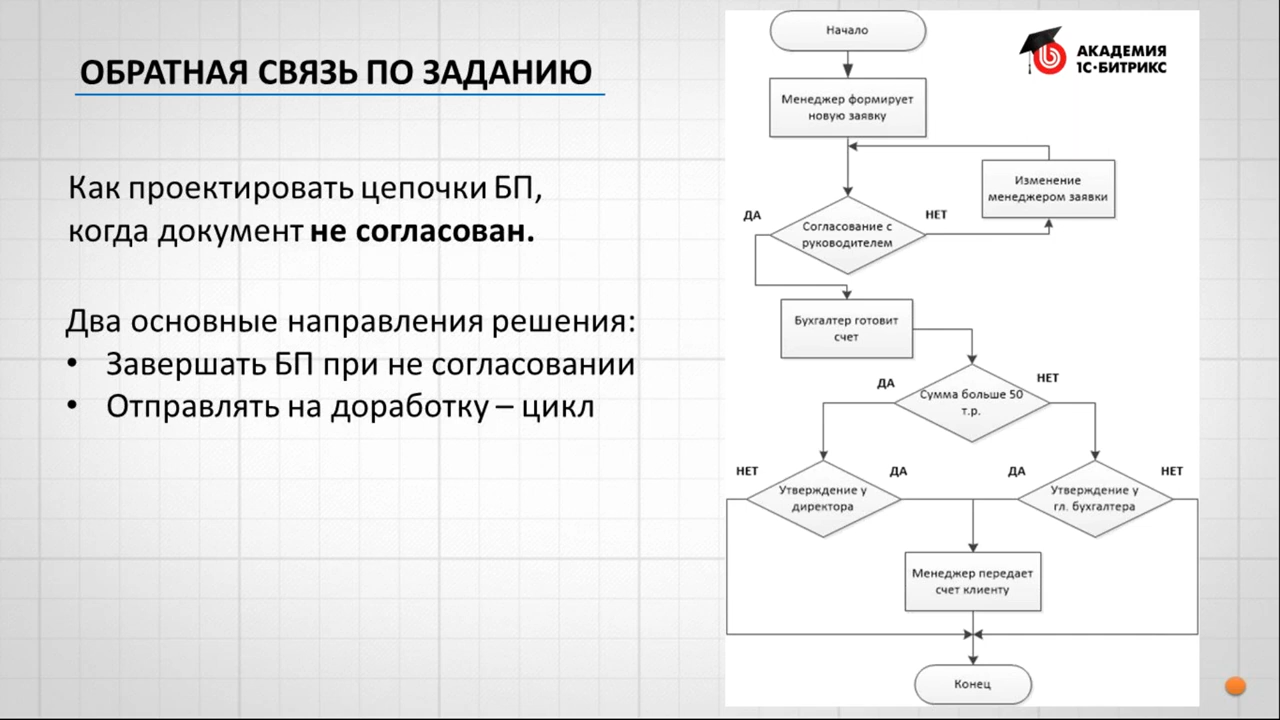 ОБРАТНАЯ СВЯЗЬ ПО ЗАДАНИЮ
Как проектировать цепочки БП,
когда документ не согласован.
Два основные направления решения:
• Завершать БП при не согласовании
• Отправлять на доработку – цикл
АКАДЕМИЯ
1С·БИТРИКС
Начало
Менеджер формирует
новую заявку
Изменение
менеджером заявки
ДА
НЕТ
Согласование с
руководителем
Бухгалтер готовит
счет
ДА
НЕТ
Сумма больше 50
т.р.
НЕТ
ДА
ДА
НЕТ
Утверждение у
директора
Утверждение у
гл. бухгалтера
Менеджер передает
счет клиенту
Конец